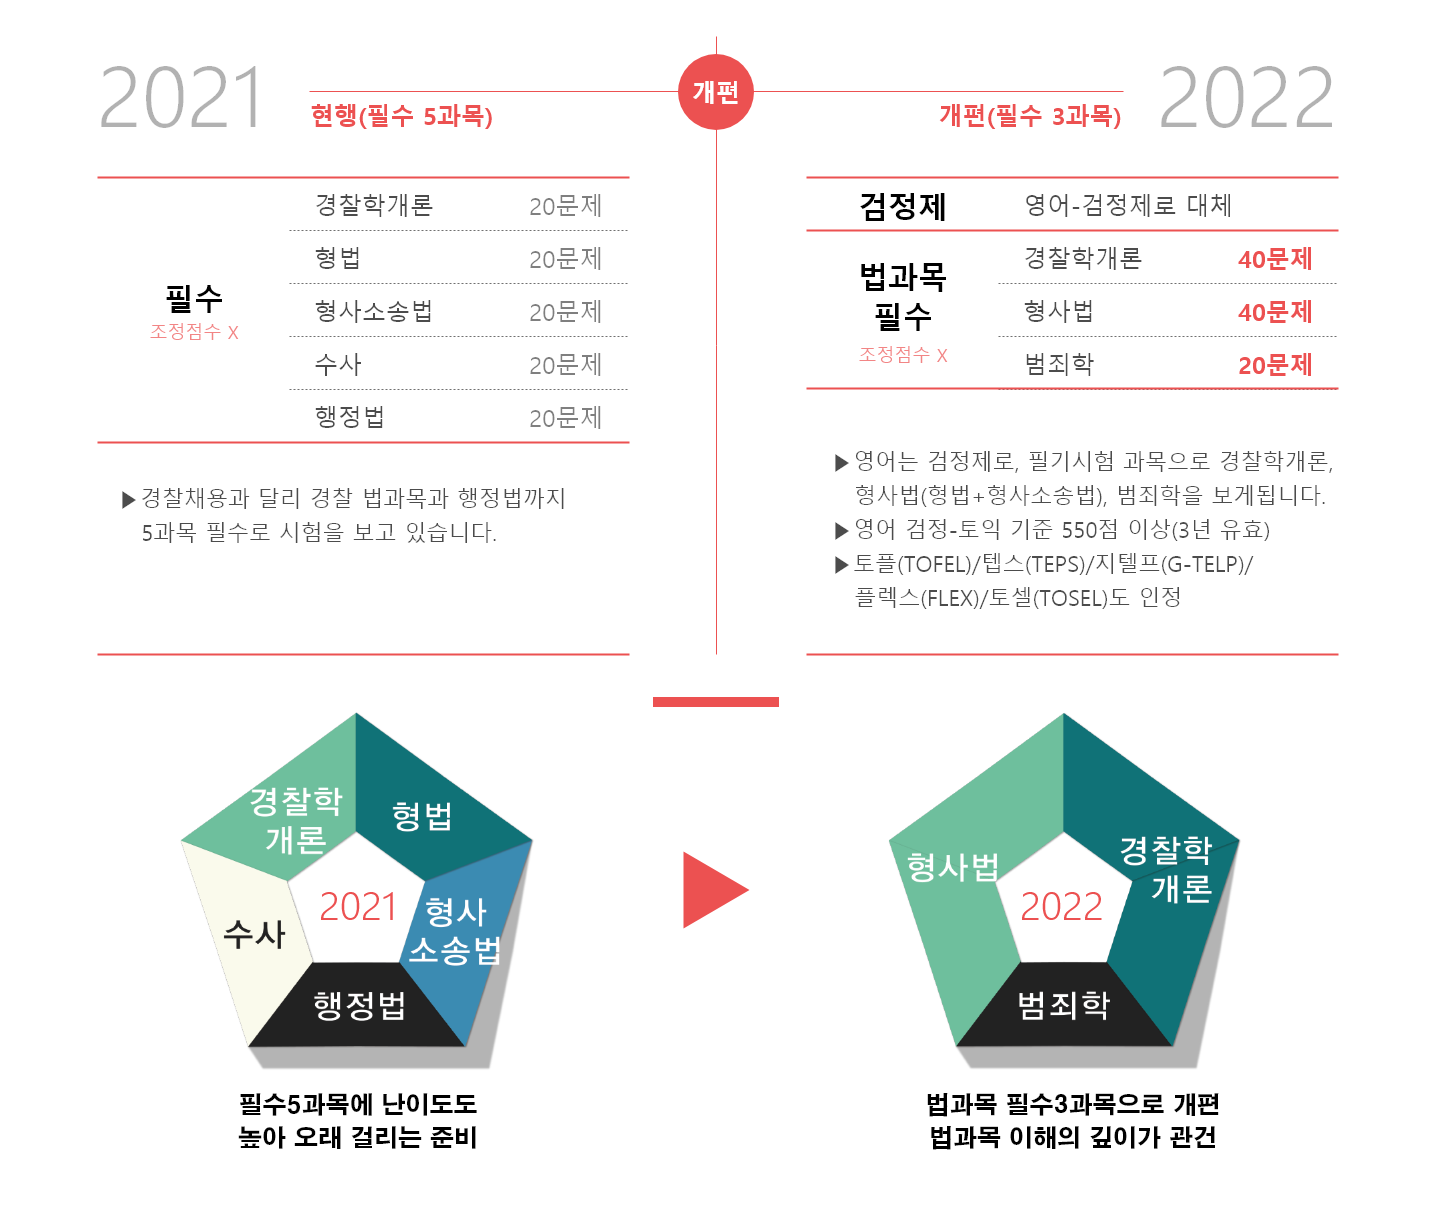 2021
현행(필수 5과목)
개편
개편(필수 3과목)
2022
필수
조정점수 X
경찰학개론 20문제
형법 20문제
형사소송법 20문제
수사 20문제
행정법 20문제
▶경찰채용과 달리 경찰 법과목과 행정법까지
5과목 필수로 시험을 보고 있습니다.
검정제 영어-검정제로 대체
법과목
필수
조정점수 X
경찰학개론 40문제
형사법 40문제
범죄학 20문제
▶영어는 검정제로, 필기시험 과목으로 경찰학개론,
형사법(형법+형사소송법), 범죄학을 보게됩니다.
▶영어 검정-토익 기준 550점 이상(3년 유효)
▶토플(TOFEL)/텝스(TEPS)/지텔프(G-TELP)/
플렉스(FLEX)/토셀(TOSEL)도 인정
경찰학
개론
형법
수사
2021
형사
소송법
행정법
필수5과목에 난이도도
높아 오래 걸리는 준비
형사법
2022
경찰학
개론
범죄학
법과목 필수3과목으로 개편
법과목 이해의 깊이가 관건